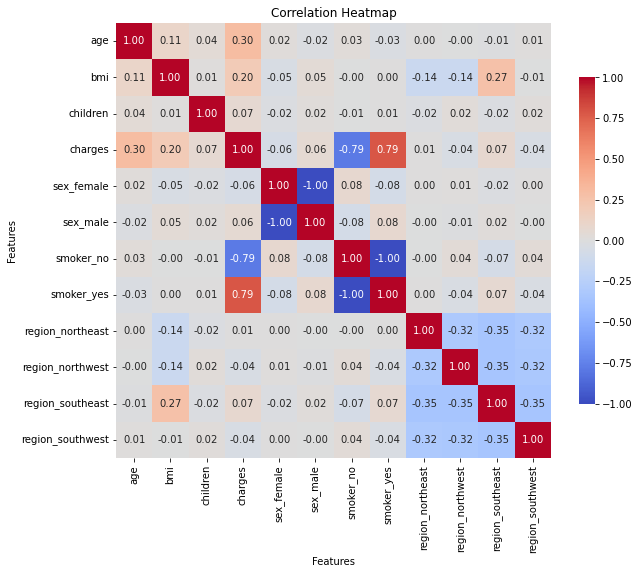 Correlation Heatmap
age 1.00 0.11 0.04 0.30 0.02 -0.02 0.03 -0.03 0.00 -0.00 -0.01 0.01
bmi 0.11 1.00 0.01 0.20 -0.05 0.05 -0.00 0.00 -0.14 -0.14 0.27 -0.01
children 0.04 0.01 1.00 0.07 -0.02 0.02 -0.01 0.01 -0.02 0.02 -0.02 0.02
charges 0.30 0.20 0.07 1.00 -0.06 0.06 -0.79 0.79 0.01 -0.04 0.07 -0.04
sex_female 0.02 -0.05 -0.02 -0.06 1.00 -1.00 0.08 -0.08 0.00 0.01 -0.02 0.00
sex_male -0.02 0.05 0.02 0.06 -1.00 1.00 -0.08 0.08 -0.00 -0.01 0.02 -0.00
smoker_no 0.03 -0.00 -0.01 -0.79 0.08 -0.08 1.00 -1.00 -0.00 0.04 -0.07 0.04
smoker_yes -0.03 0.00 0.01 0.79 -0.08 0.08 -1.00 1.00 0.00 -0.04 0.07 -0.04
region_northeast 0.00 -0.14 -0.02 0.01 0.00 -0.00 -0.00 0.00 1.00 -0.32 -0.35 -0.32
region_northwest -0.00 -0.14 0.02 -0.04 0.01 -0.01 0.04 -0.04 -0.32 1.00 -0.35 -0.32
region_southeast -0.01 0.27 -0.02 0.07 -0.02 0.02 -0.07 0.07 -0.35 -0.35 1.00 -0.35
region_southwest 0.01 -0.01 0.02 -0.04 0.00 -0.00 0.04 -0.04 -0.32 -0.32 -0.35 1.00
age bmi children charges sex_female sex_male smoker_no smoker_yes region_northeast region_northwest region_southeast region_southwest
Features
Features
1.00
0.75
0.50
0.25
0.00
−0.25
−0.50
−0.75
−1.00